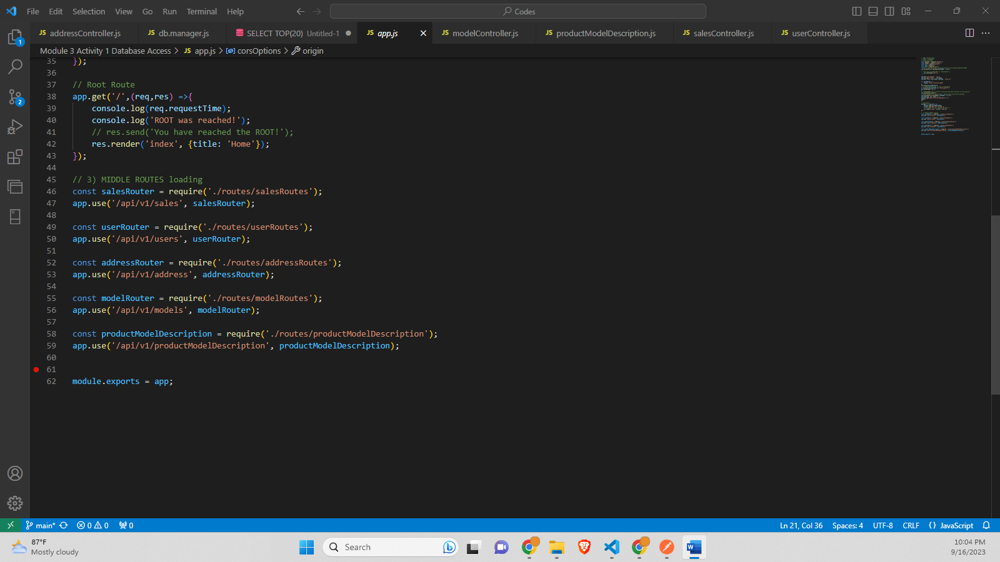 File Edit Selection View Go Run Terminal Help
Codes
JS addressController.js JS db.manager.js SELECT TOP(20) Untitled-1 JS app.js JS modelController.js JS productModelDescription.js JS salesController.js JS userController.js
Module 3 Activity 1 Database Access > JS app.js > corsOptions > origin
35 });
36
37 // Root Route
38 app.get('/',(req,res) =>{
39 console.log(req.requestTime);
40 console.log('ROOT was reached!');
41 // res.send('You have reached the ROOT!');
42 res.render('index', {title: 'Home'});
43 });
44
45 // 3) MIDDLE ROUTES loading
46 const salesRouter = require('./routes/salesRoutes');
47 app.use('/api/v1/sales', salesRouter);
48
49 const userRouter = require('./routes/userRoutes');
50 app.use('/api/v1/users', userRouter);
51
52 const addressRouter = require('./routes/addressRoutes');
53 app.use('/api/v1/address', addressRouter);
54
55 const modelRouter = require('./routes/modelRoutes');
56 app.use('/api/v1/models', modelRouter);
57
58 const productModelDescription = require('./routes/productModelDescription');
59 app.use('/api/v1/productModelDescription', productModelDescription);
60
61
62 module.exports = app;
1
2
main* 0 0 0 Ln 21, Col 36 Spaces: 4 UTF-8 CRLF {} JavaScript
87°F
Mostly cloudy
Search
10:04 PM
9/16/2023